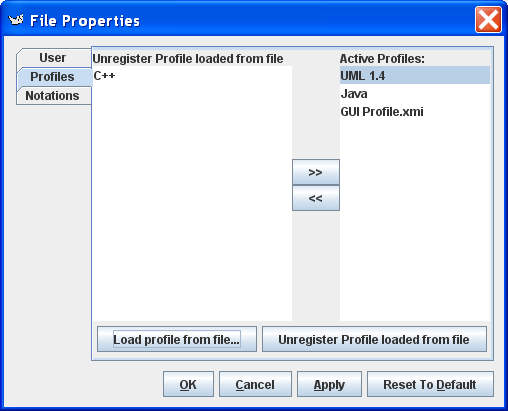 File Properties
User
Profiles
Notations
Unregister Profile loaded from file
Active Profiles:
C++
UML 1.4
Java
GUI Profile.xmi
>>
<<
Load profile from file...
Unregister Profile loaded from file
OK
Cancel
Apply
Reset To Default